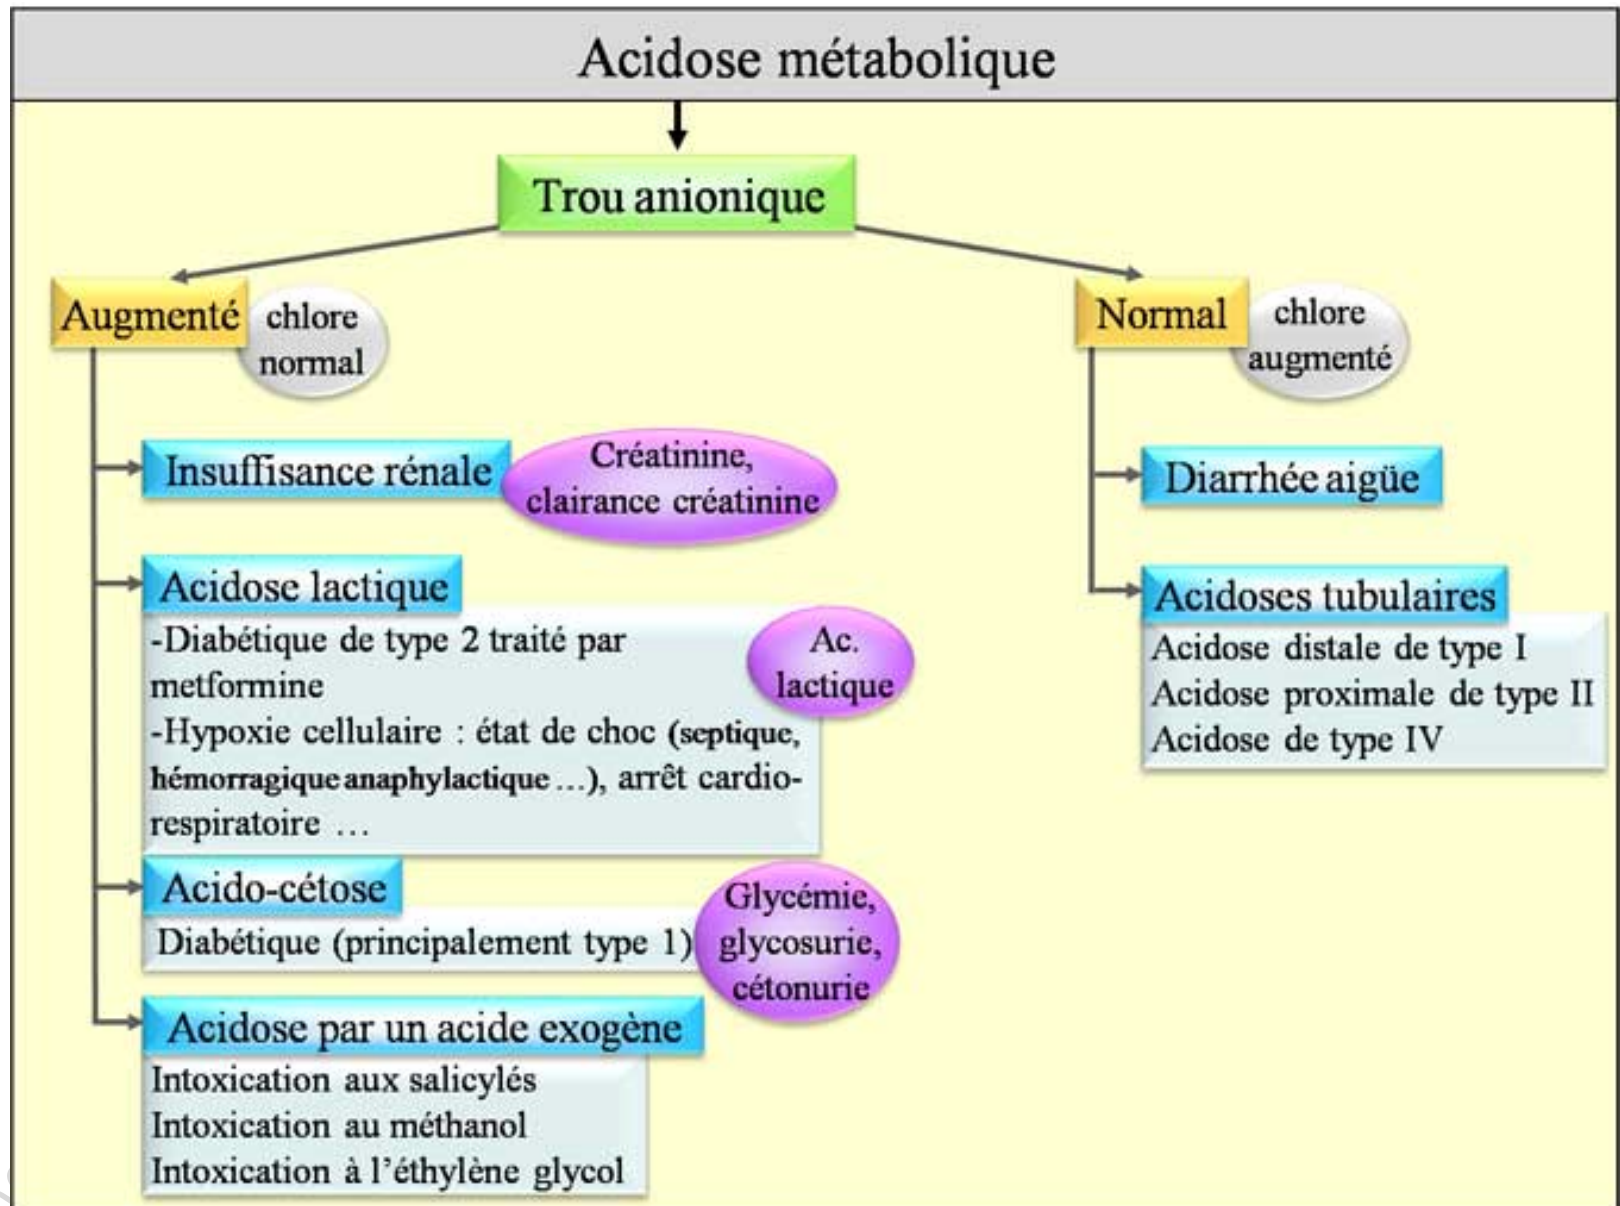 Acidose métabolique
Trou anionique
Augmenté
chlore
normal
Insuffisance rénale
Créatinine,
clairance créatinine
Acidose lactique
-Diabétique de type 2 traité par
metformine
-Hypoxie cellulaire : état de choc (septique,
hémorragique anaphylactique ...), arrêt cardio-
respiratoire ...
Ac.
lactique
Acido-cétose
Diabétique (principalement type 1)
Glycémie,
glycosurie,
cétonurie
Acidose par un acide exogène
Intoxication aux salicylés
Intoxication au méthanol
Intoxication à l'éthylène glycol
Normal
chlore
augmenté
Diarrhée aigüe
Acidoses tubulaires
Acidose distale de type I
Acidose proximale de type II
Acidose de type IV